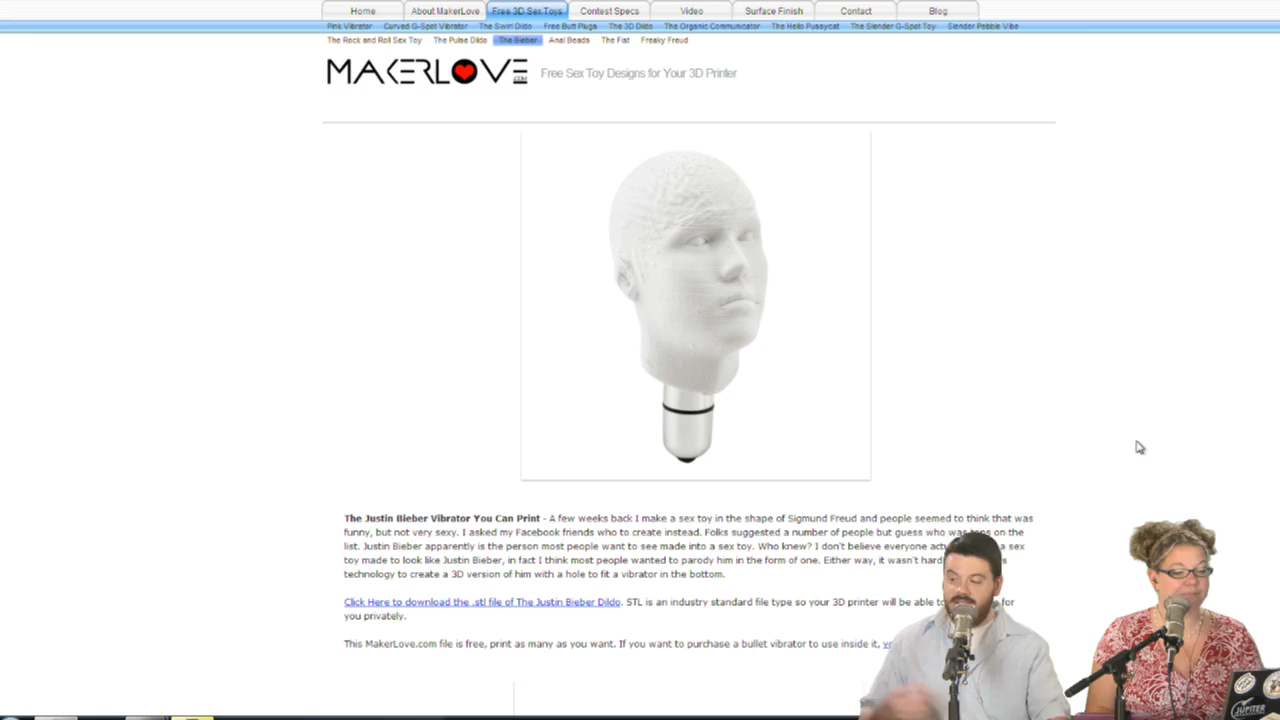 Home About MakerLove Free 3D Sex Toys Contest Specs Video Surface Finish Contact Blog
Pink Vibrator Curved G-Spot Vibrator The Swirl Dildo Free Butt Plugs The 3D Dildo The Organic Communicator The Hello Pussycat The Slender G-Spot Toy Slender Pebble Vibe
The Rock and Roll Sex Toy The Pulse Dildo The Bieber Anal Beads The Fist Freaky Freud
MAKERLOVE .COM Free Sex Toy Designs for Your 3D Printer
The Justin Bieber Vibrator You Can Print - A few weeks back I make a sex toy in the shape of Sigmund Freud and people seemed to think that was
funny, but not very sexy. I asked my Facebook friends who to create instead. Folks suggested a number of people but guess who was tops on the
list. Justin Bieber apparently is the person most people want to see made into a sex toy. Who knew? I don't believe everyone a sex
toy made to look like Justin Bieber, in fact I think most people wanted to parody him in the form of one. Either way, it wasn't
technology to create a 3D version of him with a hole to fit a vibrator in the bottom.
Click Here to download the .stl file of The Justin Bieber Dildo. STL is an industry standard file type so your 3D printer will be able to for
you privately.
This MakerLove.com file is free, print as many as you want. If you want to purchase a bullet vibrator to use inside it,
JUPITER